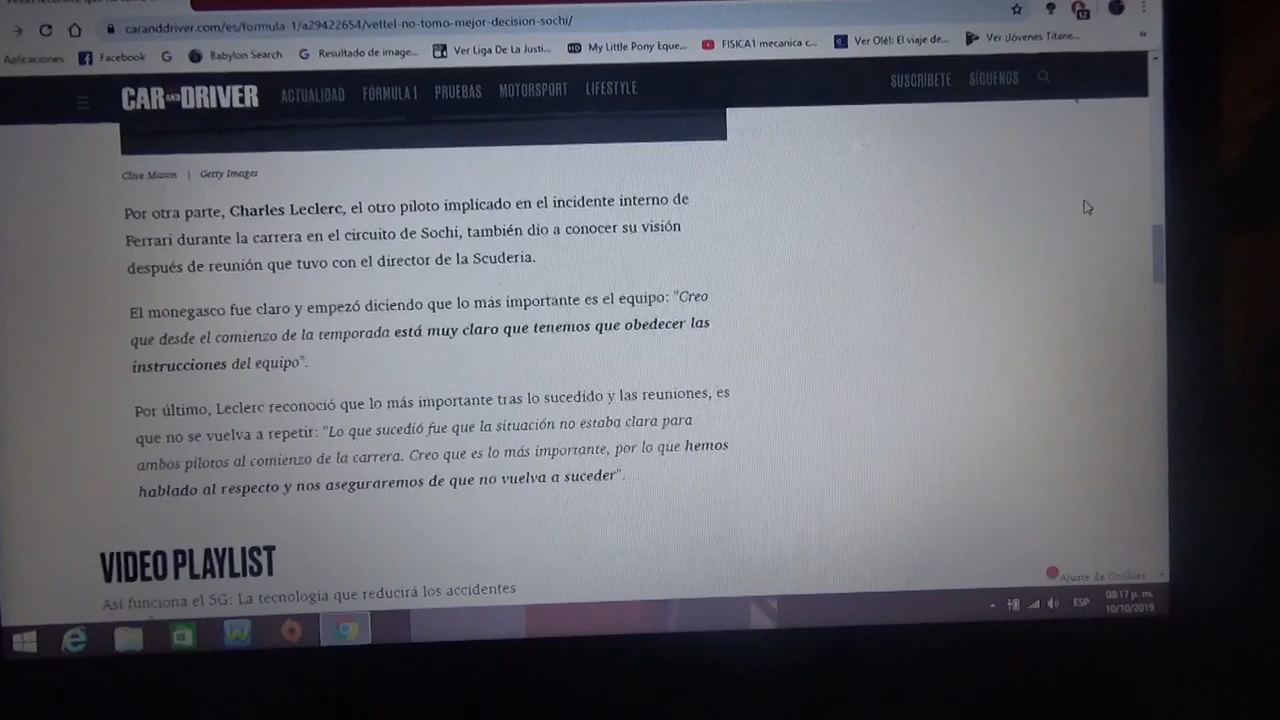 caranddriver.com/es/formula-1/a29422654/vettel-no-tomo-mejor-decision-sochi/
12
Aplicaciones Facebook Babylon Search Resultado de image... Ver Liga De La Justi... My Little Pony Eque... FISICA1 mecanica c... Ver Olé!: El viaje de... Ver ¡Jóvenes Titane...
CAR AND DRIVER ACTUALIDAD FÓRMULA 1 PRUEBAS MOTORSPORT LIFESTYLE SUSCRÍBETE SÍGUENOS
Clive Mason | Getty Images
Por otra parte, Charles Leclerc, el otro piloto implicado en el incidente interno de
Ferrari durante la carrera en el circuito de Sochi, también dio a conocer su visión
después de reunión que tuvo con el director de la Scuderia.
El monegasco fue claro y empezó diciendo que lo más importante es el equipo: "Creo
que desde el comienzo de la temporada está muy claro que tenemos que obedecer las
instrucciones del equipo".
Por último, Leclerc reconoció que lo más importante tras lo sucedido y las reuniones, es
que no se vuelva a repetir: "Lo que sucedió fue que la situación no estaba clara para
ambos pilotos al comienzo de la carrera. Creo que es lo más importante, por lo que hemos
hablado al respecto y nos aseguraremos de que no vuelva a suceder".
VIDEO PLAYLIST
Así funciona el 5G: La tecnología que reducirá los accidentes
Ajuste de Cookies
ESP
08:17 p. m.
10/10/2019